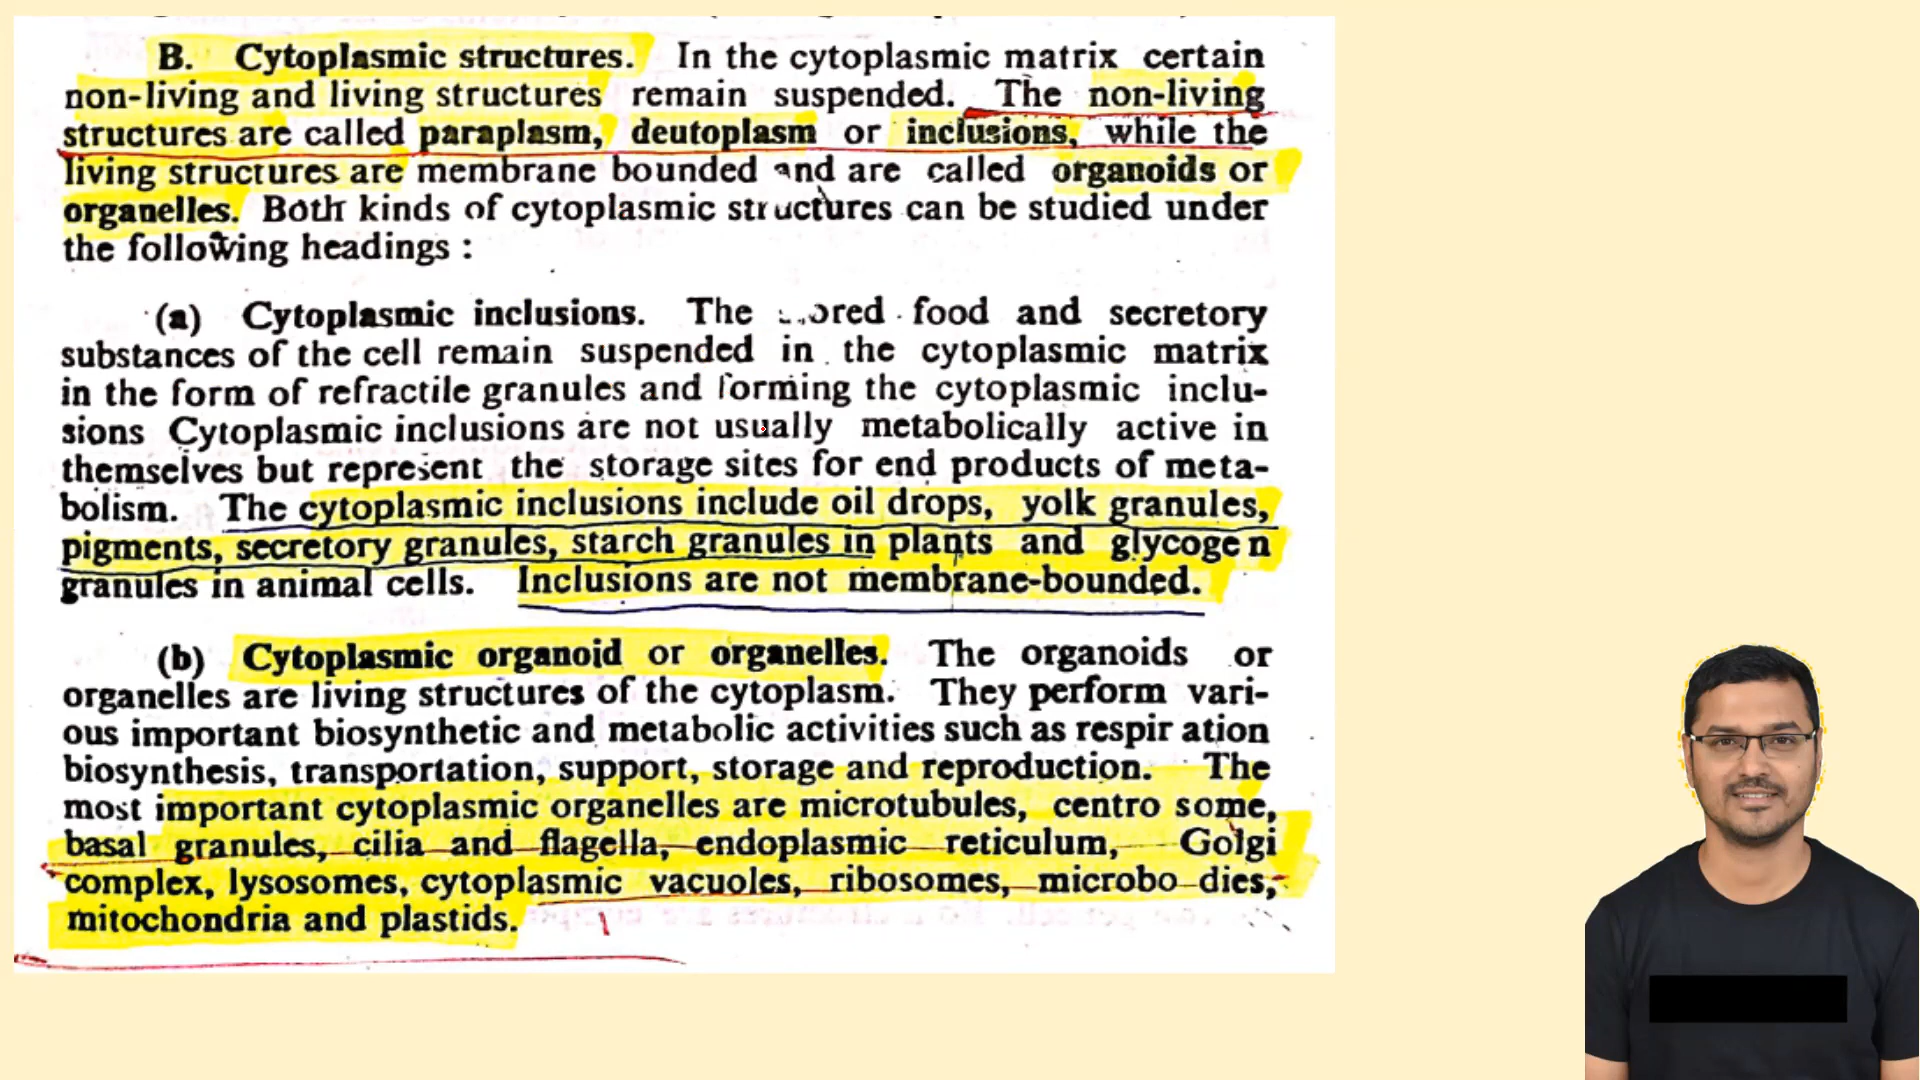 B. Cytoplasmic structures. In the cytoplasmic matrix certain
non-living and living structures remain suspended. The non-living
structures are called paraplasm, deutoplasm or inclusions, while the
living structures are membrane bounded and are called organoids or
organelles. Both kinds of cytoplasmic structures can be studied under
the following headings :
(a) Cytoplasmic inclusions. The food and secretory
substances of the cell remain suspended in the cytoplasmic matrix
in the form of refractile granules and forming the cytoplasmic inclu-
sions Cytoplasmic inclusions are not usually metabolically active in
themselves but represent the storage sites for end products of meta-
bolism. The cytoplasmic inclusions include oil drops, yolk granules,
pigments, secretory granules, starch granules in plants and glycogen
granules in animal cells. Inclusions are not membrane-bounded.
(b) Cytoplasmic organoid or organelles. The organoids or
organelles are living structures of the cytoplasm. They perform vari-
ous important biosynthetic and metabolic activities such as respir ation
biosynthesis, transportation, support, storage and reproduction. The
most important cytoplasmic organelles are microtubules, centro some,
basal granules, cilia and flagella, endoplasmic reticulum, Golgi
complex, lysosomes, cytoplasmic vacuoles, ribosomes, microbo dies,
mitochondria and plastids.